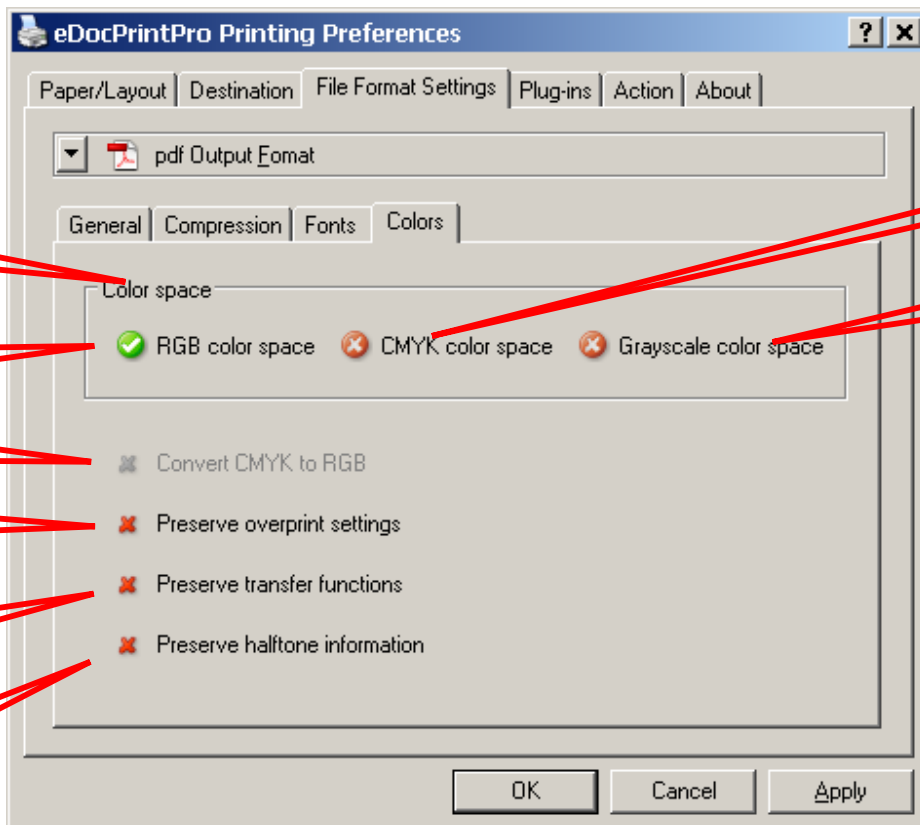 eDocPrintPro Printing Preferences
Paper/Layout Destination File Format Settings Plug-ins Action About
pdf Output Fomat
General Compression Fonts Colors
Color space
RGB color space CMYK color space Grayscale color space
Convert CMYK to RGB
Preserve overprint settings
Preserve transfer functions
Preserve halftone information
OK Cancel Apply